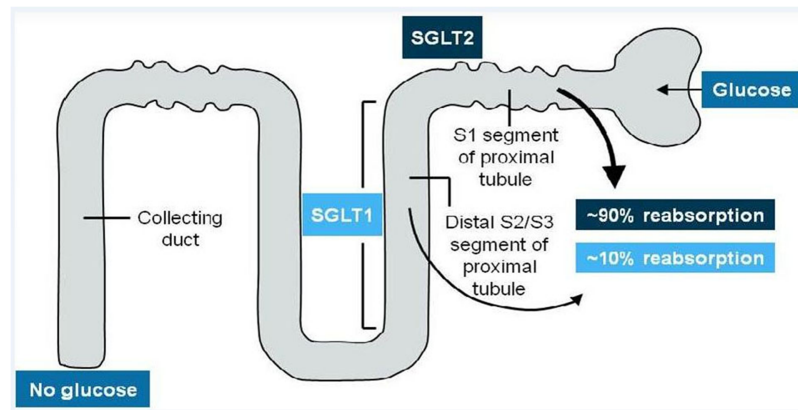 SGLT2
Glucose
S1 segment
of proximal
tubule
~90% reabsorption
SGLT1
Collecting
duct
Distal S2/S3
segment of
proximal
tubule
~10% reabsorption
No glucose